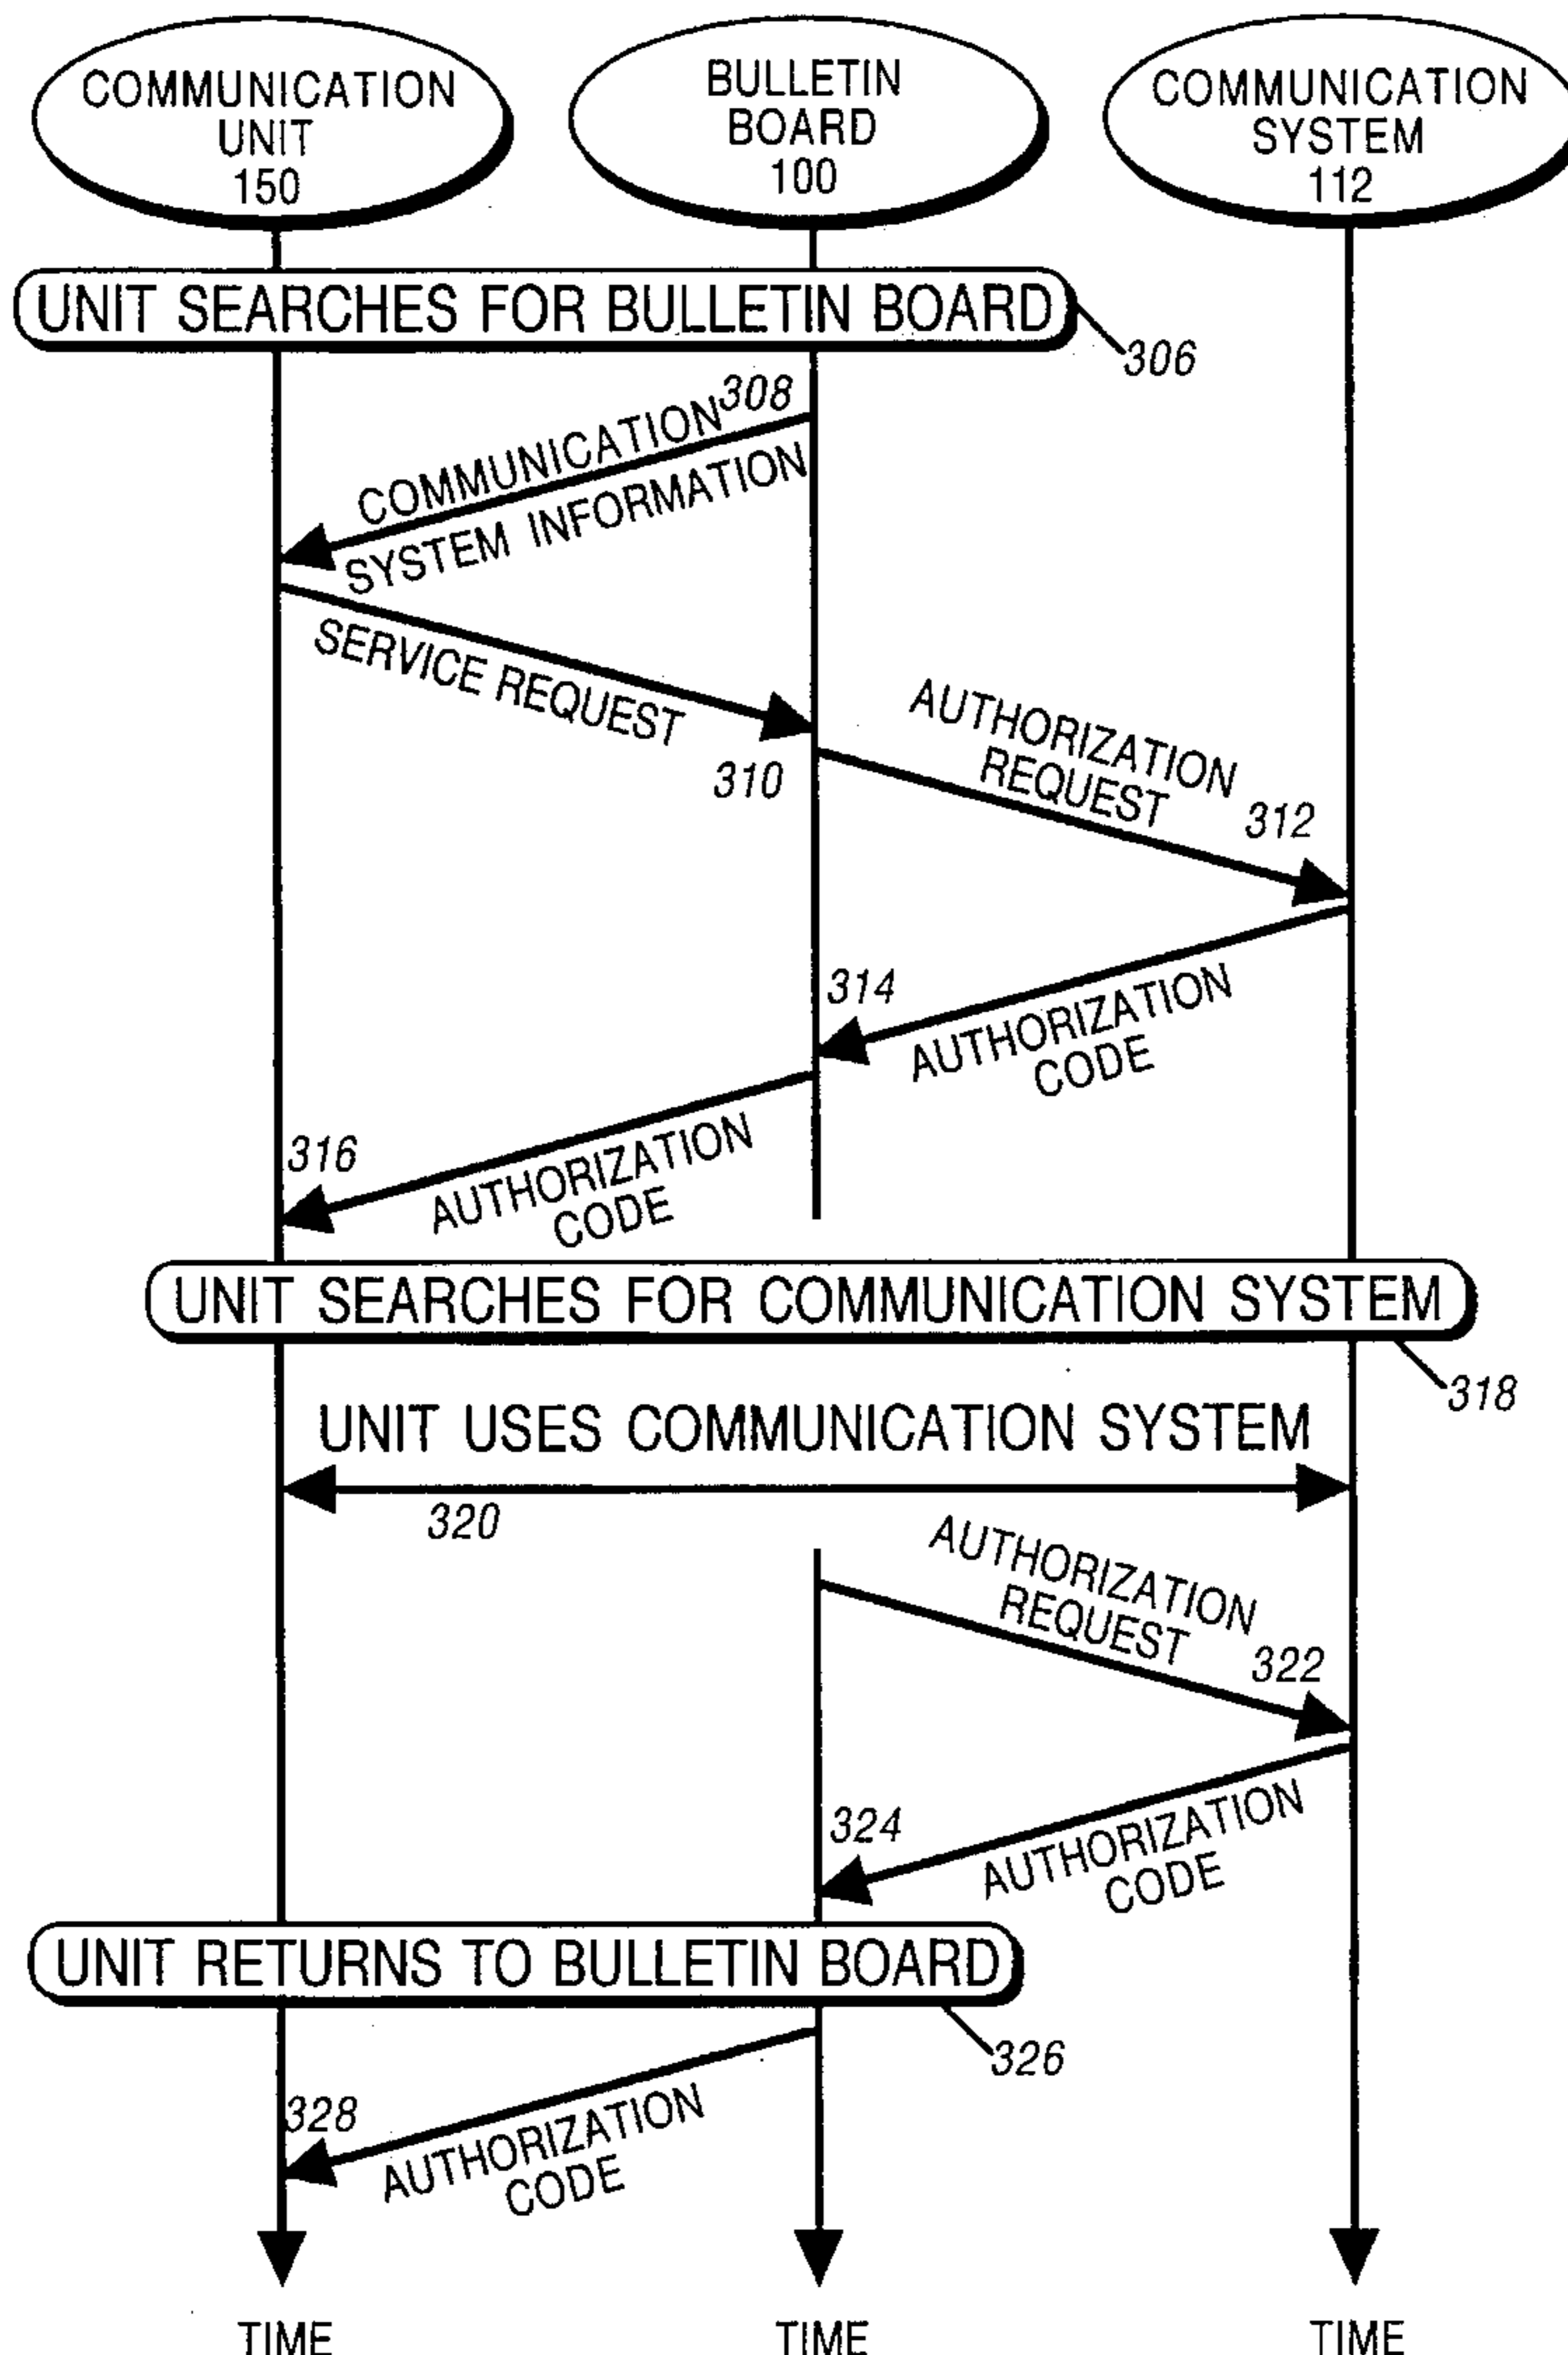 COMMUNICATION
UNIT
150
BULLETIN
BOARD
100
COMMUNICATION
SYSTEM
112
UNIT SEARCHES FOR BULLETIN BOARD
306
308
COMMUNICATION
SYSTEM INFORMATION
SERVICE REQUEST
310
AUTHORIZATION
REQUEST
312
314
AUTHORIZATION
CODE
316
AUTHORIZATION
CODE
UNIT SEARCHES FOR COMMUNICATION SYSTEM
318
UNIT USES COMMUNICATION SYSTEM
320
AUTHORIZATION
REQUEST
322
324
AUTHORIZATION
CODE
UNIT RETURNS TO BULLETIN BOARD
326
328
AUTHORIZATION
CODE
TIME
TIME
TIME